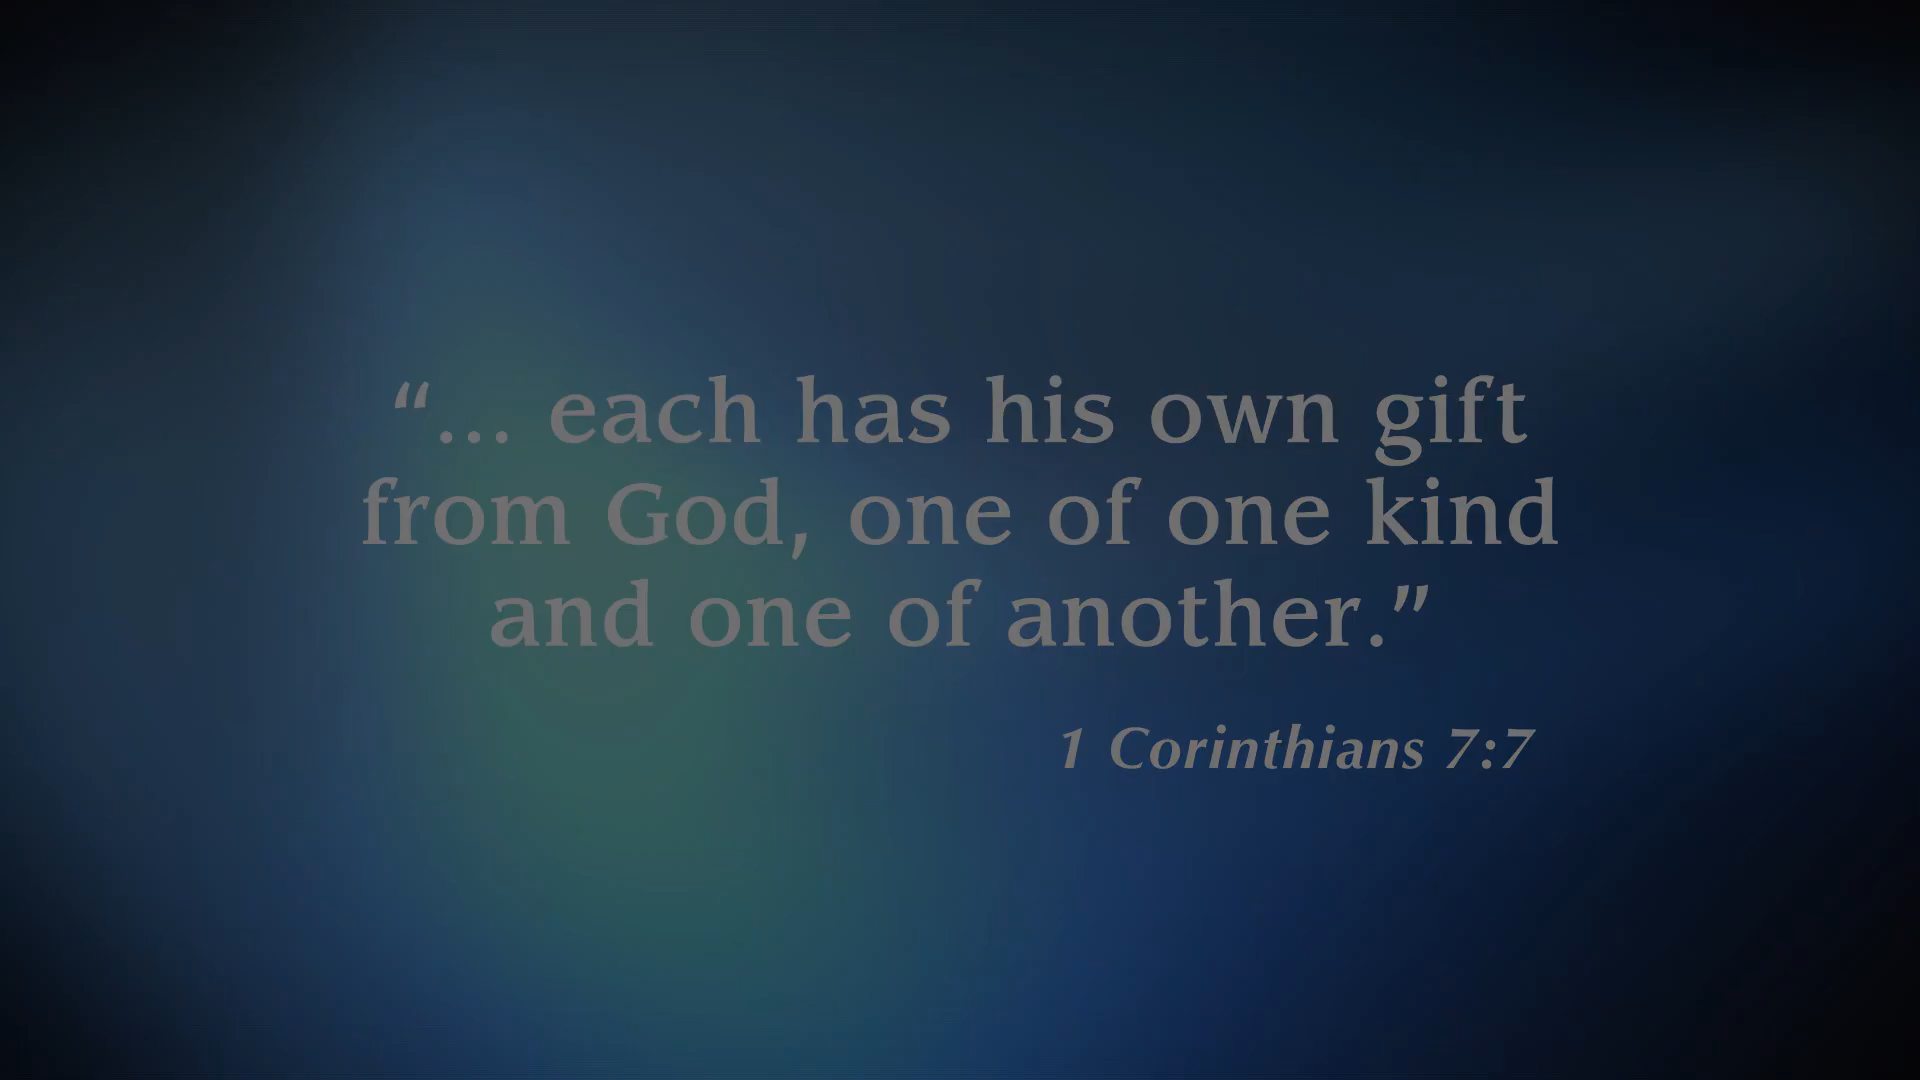 “... each has his own gift
from God, one of one kind
and one of another.”
1 Corinthians 7:7